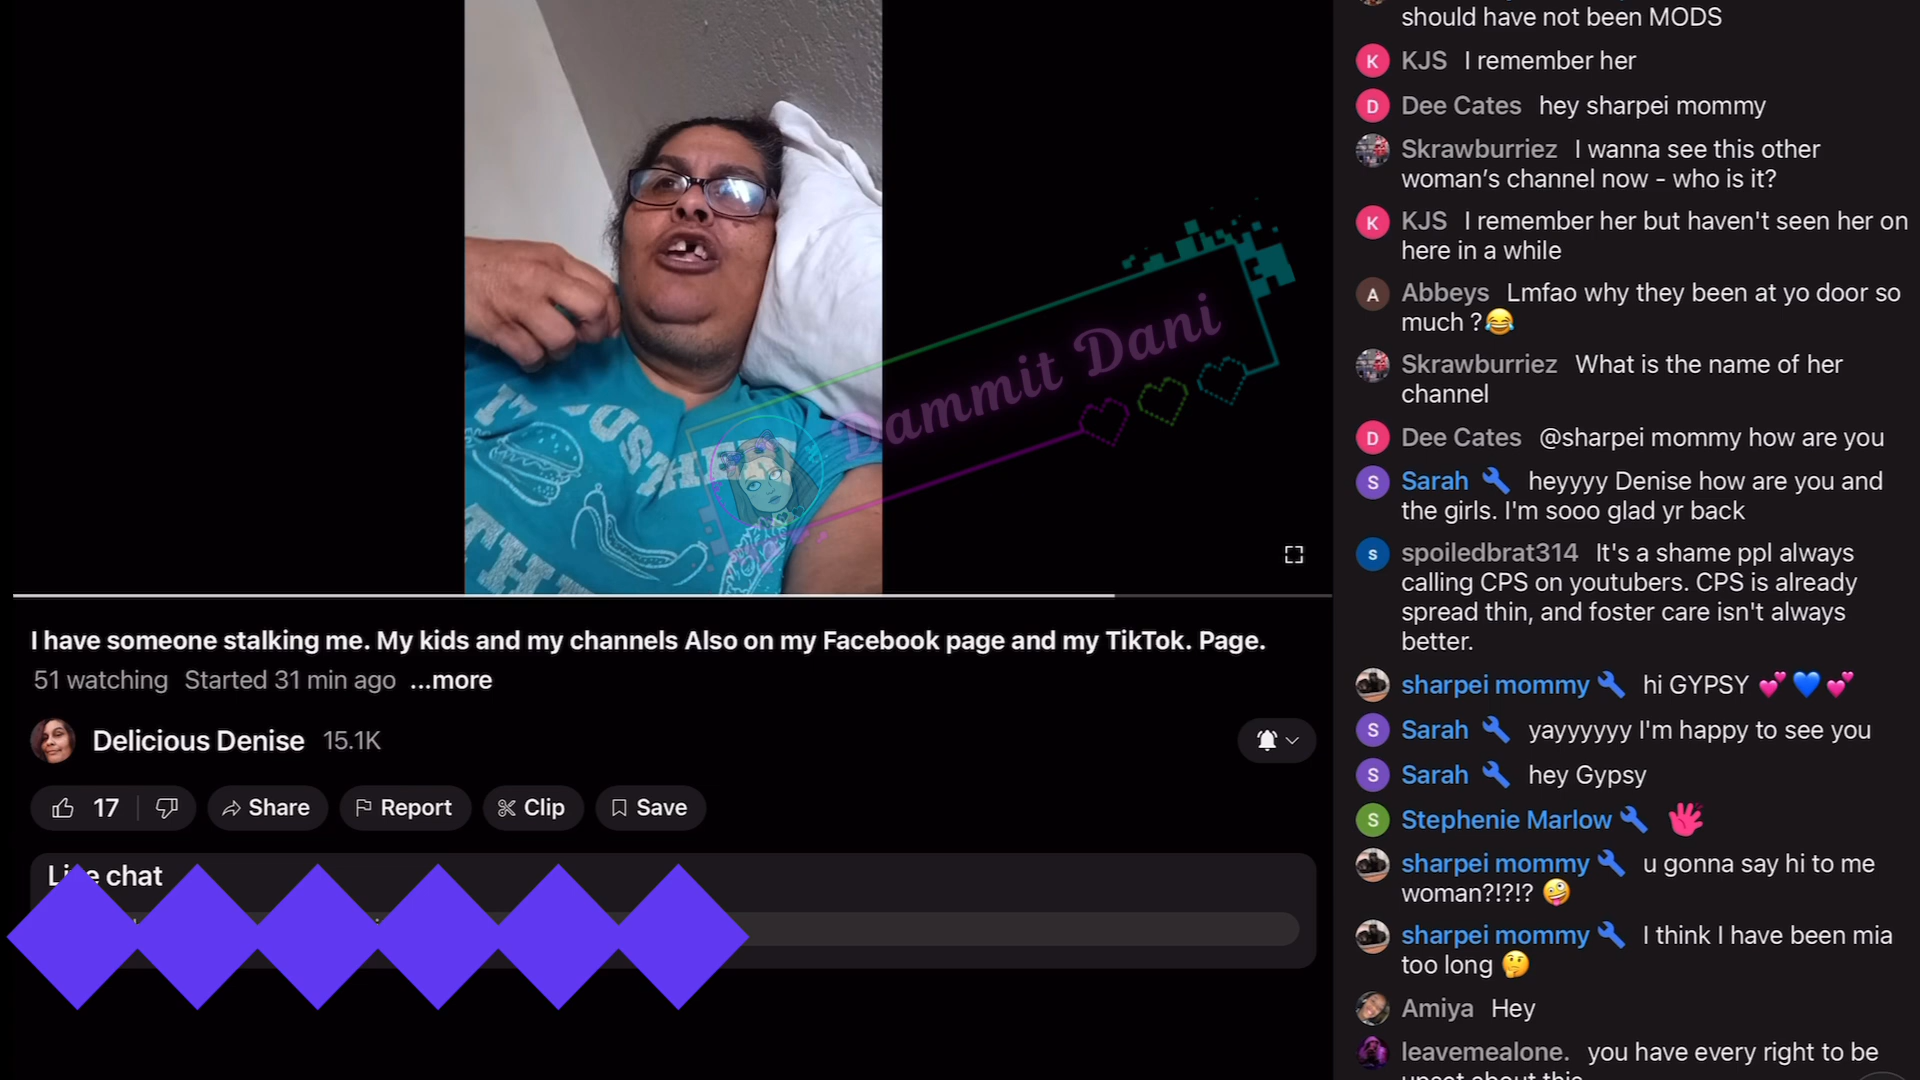 I'D CRUSH
THI
Dammit Dani
I have someone stalking me. My kids and my channels Also on my Facebook page and my TikTok. Page.
51 watching Started 31 min ago ...more
Delicious Denise 15.1K
17 Share Report Clip Save
chat
should have not been MODS
K KJS I remember her
D Dee Cates hey sharpei mommy
Skrawburriez I wanna see this other
woman’s channel now - who is it?
K KJS I remember her but haven't seen her on
here in a while
A Abbeys Lmfao why they been at yo door so
much ?😂
Skrawburriez What is the name of her
channel
D Dee Cates @sharpei mommy how are you
S Sarah 🔧 heyyyy Denise how are you and
the girls. I'm sooo glad yr back
s spoiledbrat314 It's a shame ppl always
calling CPS on youtubers. CPS is already
spread thin, and foster care isn't always
better.
sharpei mommy 🔧 hi GYPSY 💕💙💕
S Sarah 🔧 yayyyyyy I'm happy to see you
S Sarah 🔧 hey Gypsy
S Stephenie Marlow 🔧
sharpei mommy 🔧 u gonna say hi to me
woman?!?!? 🤪
sharpei mommy 🔧 I think I have been mia
too long 🤔
Amiya Hey
leavemealone. you have every right to be
upset about this